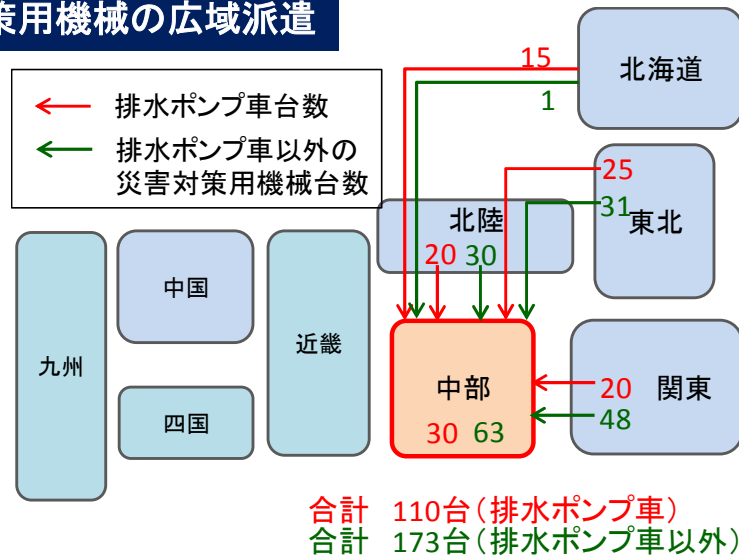 策用機械の広域派遣
排水ポンプ車台数
排水ポンプ車以外の
災害対策用機械台数
15
1
北海道
25
31
東北
北陸
20 30
九州
中国
四国
近畿
中部
30 63
20
48
関東
合計 110台(排水ポンプ車)
合計 173台(排水ポンプ車以外)